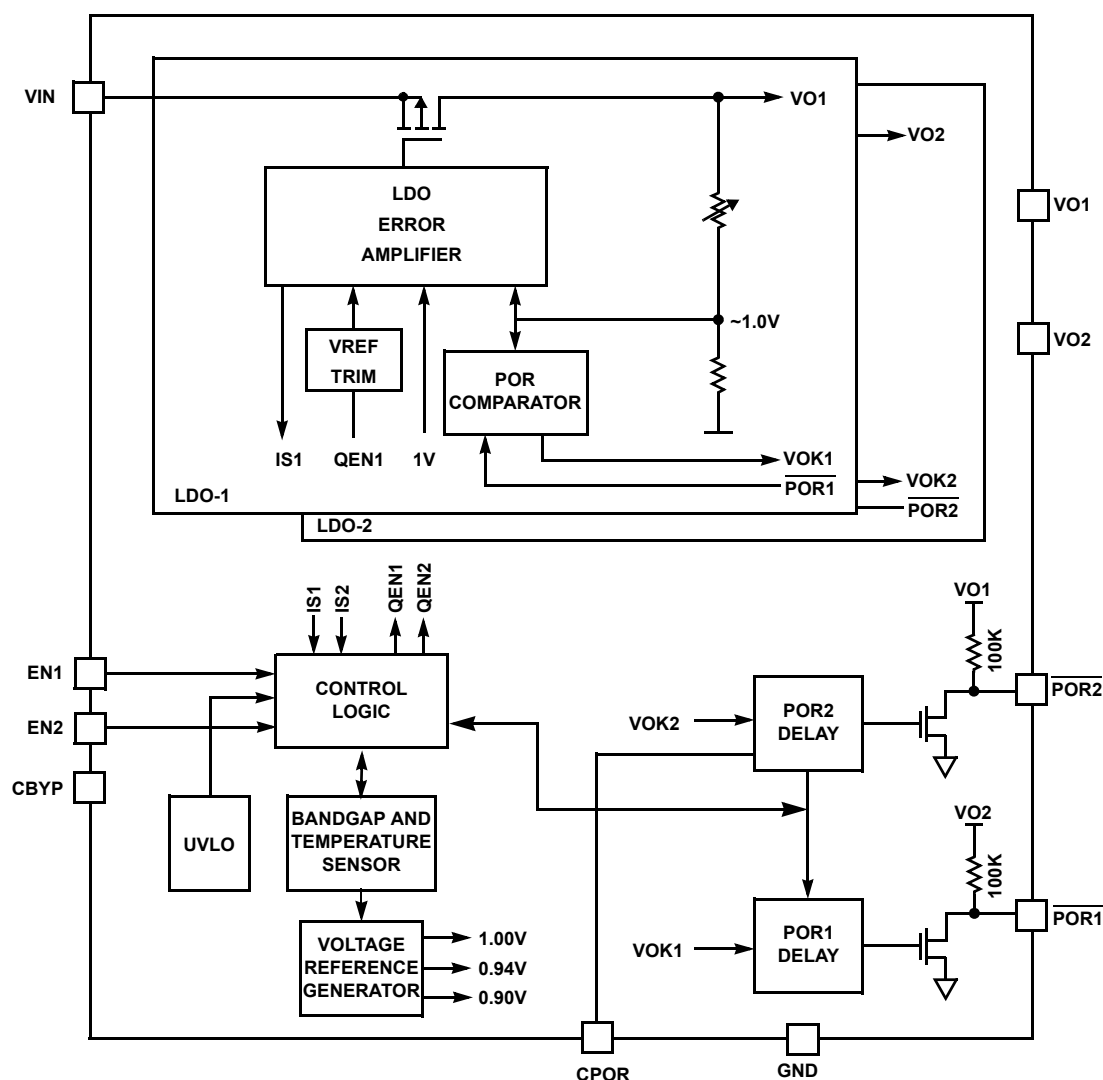 VIN
VO1
VO2
LDO
ERROR
AMPLIFIER
VO1
~1.0V
VO2
VREF
TRIM
POR
COMPARATOR
IS1
QEN1
1V
VOK1
POR1
VOK2
POR2
LDO-1
LDO-2
IS1
IS2
QEN1
QEN2
VO1
100K
EN1
CONTROL
LOGIC
POR2
EN2
VOK2
POR2
DELAY
CBYP
UVLO
BANDGAP AND
TEMPERATURE
SENSOR
VO2
100K
POR1
VOLTAGE
REFERENCE
GENERATOR
1.00V
0.94V
0.90V
VOK1
POR1
DELAY
CPOR
GND